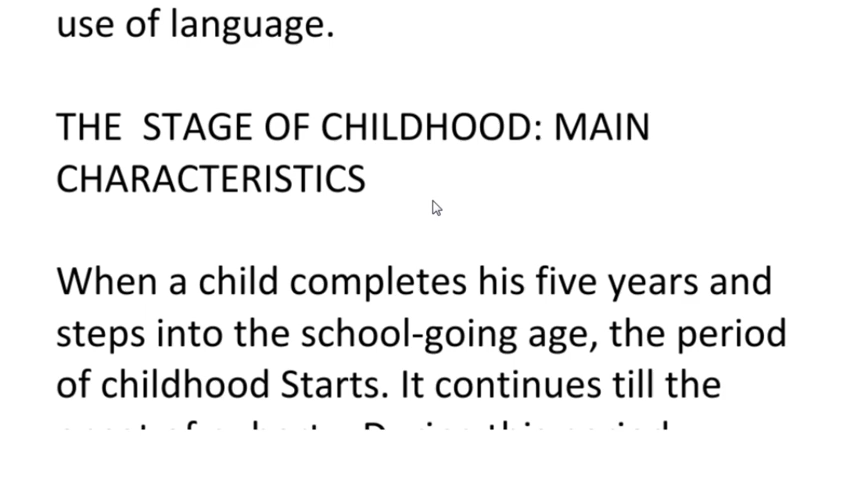 use of language.
THE  STAGE OF CHILDHOOD: MAIN
CHARACTERISTICS
When a child completes his five years and
steps into the school-going age, the period
of childhood Starts. It continues till the